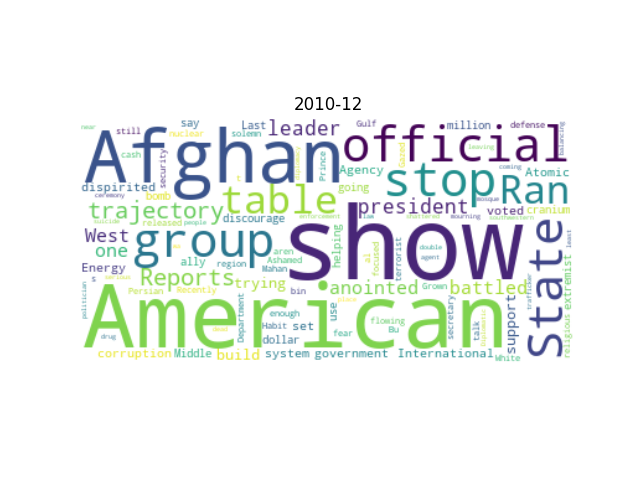 2010-12
near
still
say
Last
leader
Gulf
official
million
defense
balancing
Afghan
nuclear
solemn
security
cash
Prince
Gazed
Agency
stop
Atomic
coming
dispirited
ceremony
bomb
table
going
Ran
leaving
mosque
trajectory
president
voted
cranium
suicide
released
people
discourage
enforcement
law
shattered
mourning
southwestern
West
group
show
State
one
helping
al
focused
terrorist
double
agent
least
Energy
ally
region
aren
Ashamed
Mahan
s
Reports
trying
anointed
battled
extremist
religious
politician
Persian
Recently
bin
use
place
Grown
secretary
support
trafficker
American
Department
enough
Habit
set
flowing
Bu
talk
Diplomacy
drug
dead
dollar
fear
corruption
Middle
build
system
government
International
White